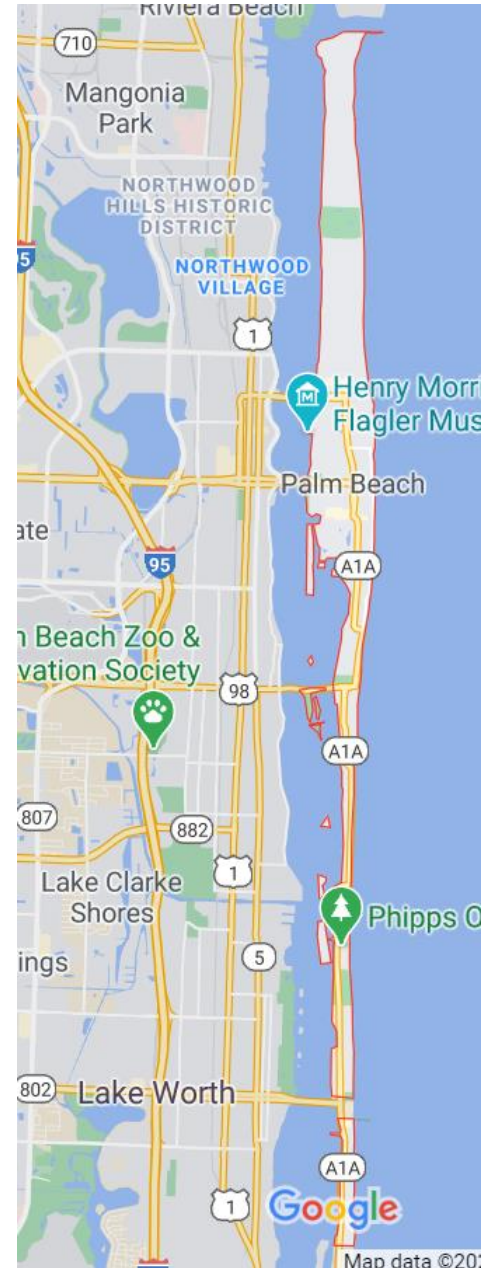 Riviera Beach
710
Mangonia
Park
NORTHWOOD
HILLS HISTORIC
DISTRICT
95
NORTHWOOD
VILLAGE
1
M
Henry Morri
Flagler Mus
Palm Beach
ate
95
A1A
n Beach Zoo &
vation Society
98
A1A
807
882
1
Lake Clarke
Shores
Phipps O
ings
5
802
Lake Worth
A1A
1
Google
Map data ©202